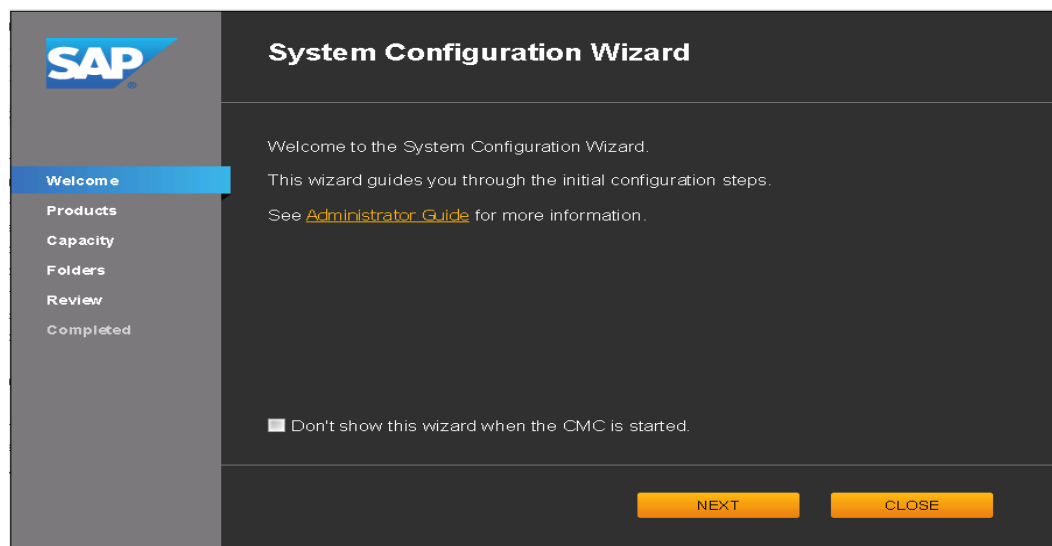 SAP
®
System Configuration Wizard
Welcome
Products
Capacity
Folders
Review
Completed
Welcome to the System Configuration Wizard.
This wizard guides you through the initial configuration steps.
See Administrator Guide for more information.
Don't show this wizard when the CMC is started.
NEXT
CLOSE